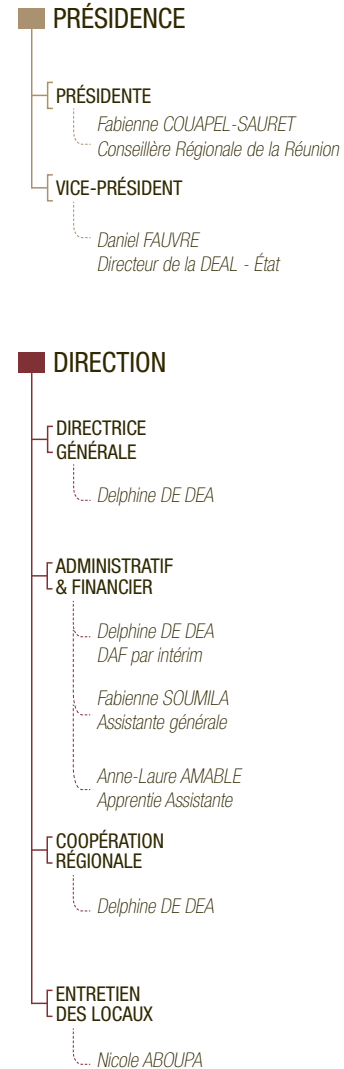 PRÉSIDENCE
PRÉSIDENTE
Fabienne COUAPEL-SAURET
Conseillère Régionale de la Réunion
VICE-PRÉSIDENT
Daniel FAUVRE
Directeur de la DEAL - État
DIRECTION
DIRECTRICE
GÉNÉRALE
Delphine DE DEA
ADMINISTRATIF
& FINANCIER
Delphine DE DEA
DAF par intérim
Fabienne SOUMILA
Assistante générale
Anne-Laure AMABLE
Apprentie Assistante
COOPÉRATION
RÉGIONALE
Delphine DE DEA
ENTRETIEN
DES LOCAUX
Nicole ABOUPA